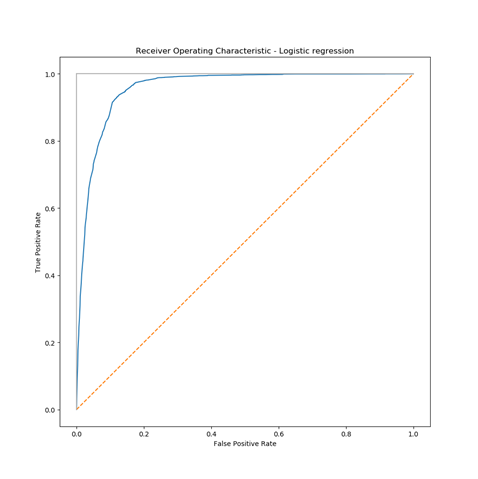 Receiver Operating Characteristic - Logistic regression
1.0
0.8
0.6
0.4
0.2
0.0
True Positive Rate
0.0 0.2 0.4 0.6 0.8 1.0
False Positive Rate